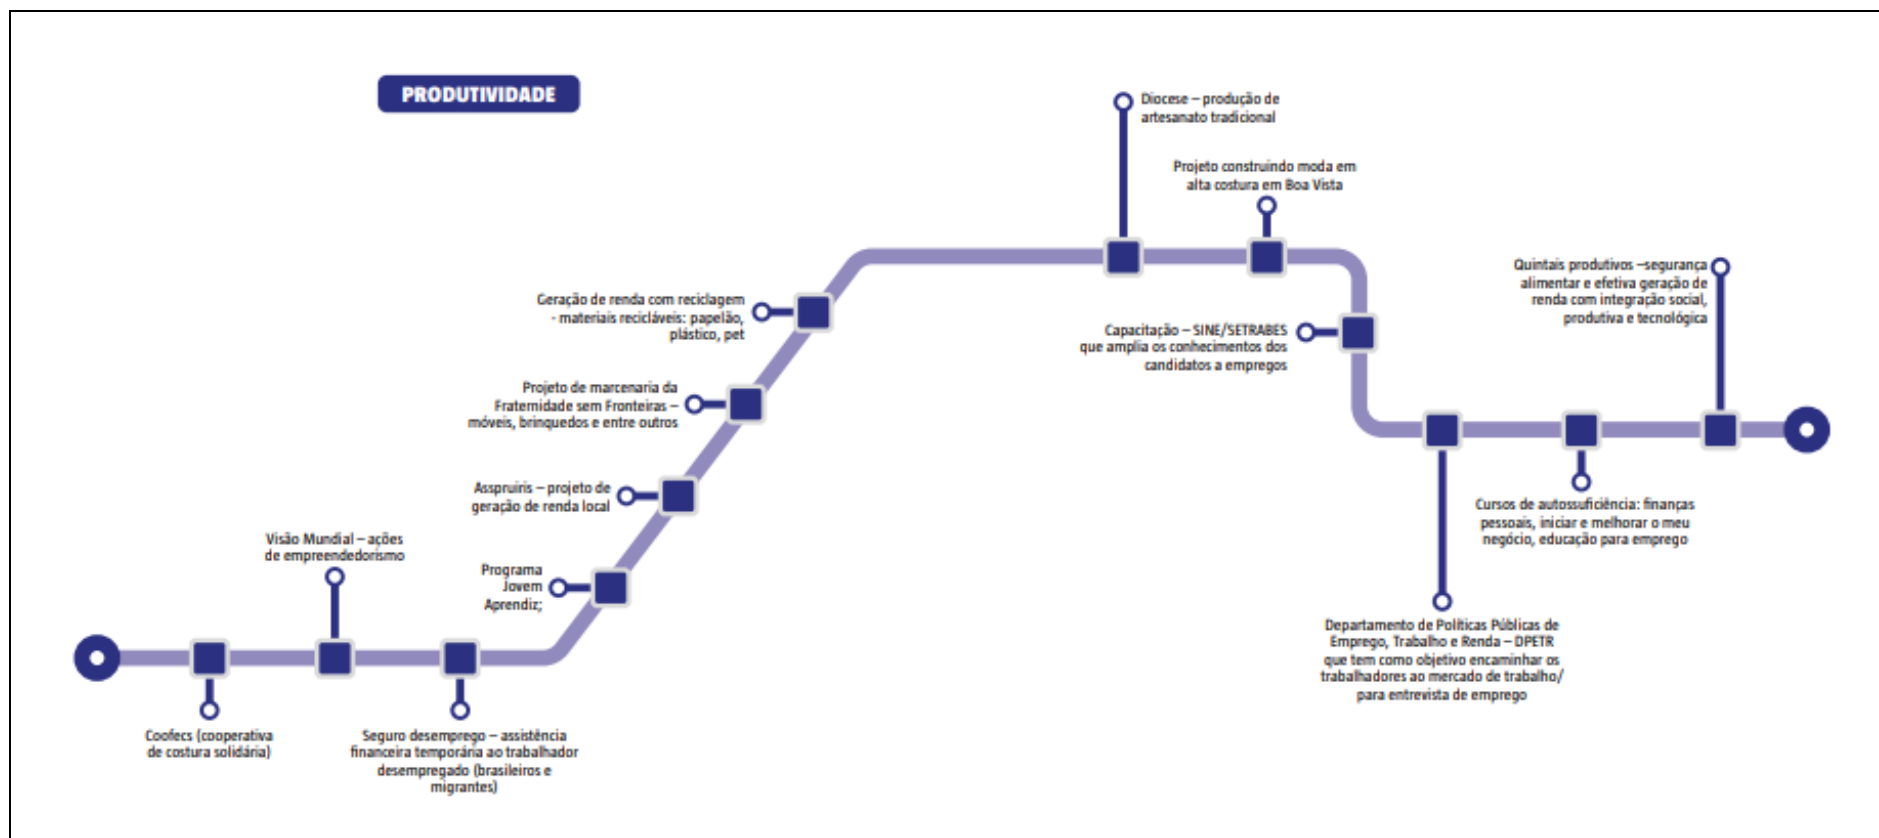 PRODUTIVIDADE
Coofecs (cooperativa
de costura solidária)
Visão Mundial – ações
de empreendedorismo
Seguro desemprego – assistência
financeira temporária ao trabalhador
desempregado (brasileiros e
migrantes)
Programa
Jovem
Aprendiz;
Asspruiris – projeto de
geração de renda local
Projeto de marcenaria da
Fraternidade sem Fronteiras –
móveis, brinquedos e entre outros
Geração de renda com reciclagem
- materiais recicláveis: papelão,
plástico, pet
Diocese – produção de
artesanato tradicional
Projeto construindo moda em
alta costura em Boa Vista
Capacitação – SINE/SETRABES
que amplia os conhecimentos dos
candidatos a empregos
Departamento de Políticas Públicas de
Emprego, Trabalho e Renda – DPETR
que tem como objetivo encaminhar os
trabalhadores ao mercado de trabalho/
para entrevista de emprego
Cursos de autossuficiência: finanças
pessoais, iniciar e melhorar o meu
negócio, educação para emprego
Quintais produtivos –segurança
alimentar e efetiva geração de
renda com integração social,
produtiva e tecnológica